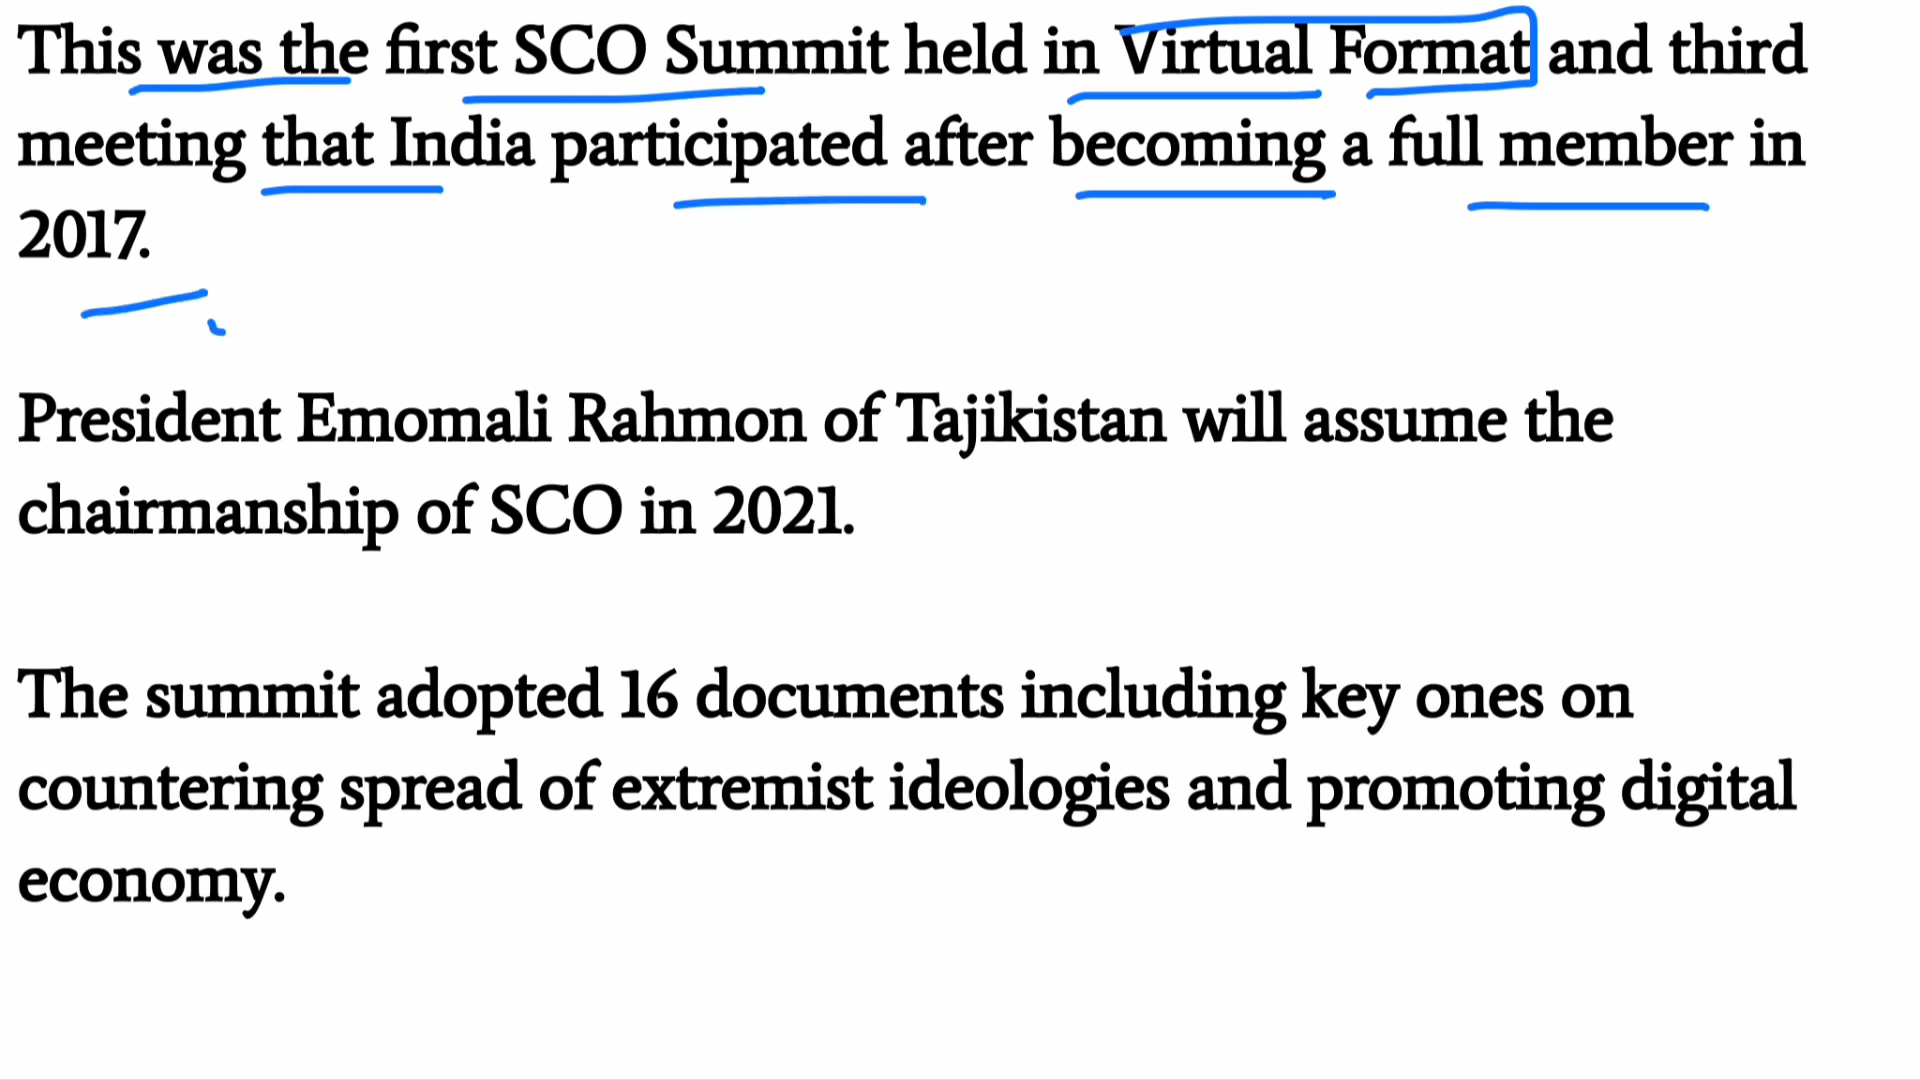 This was the first SCO Summit held in Virtual Format and third
meeting that India participated after becoming a full member in
2017.
President Emomali Rahmon of Tajikistan will assume the
chairmanship of SCO in 2021.
The summit adopted 16 documents including key ones on
countering spread of extremist ideologies and promoting digital
economy.